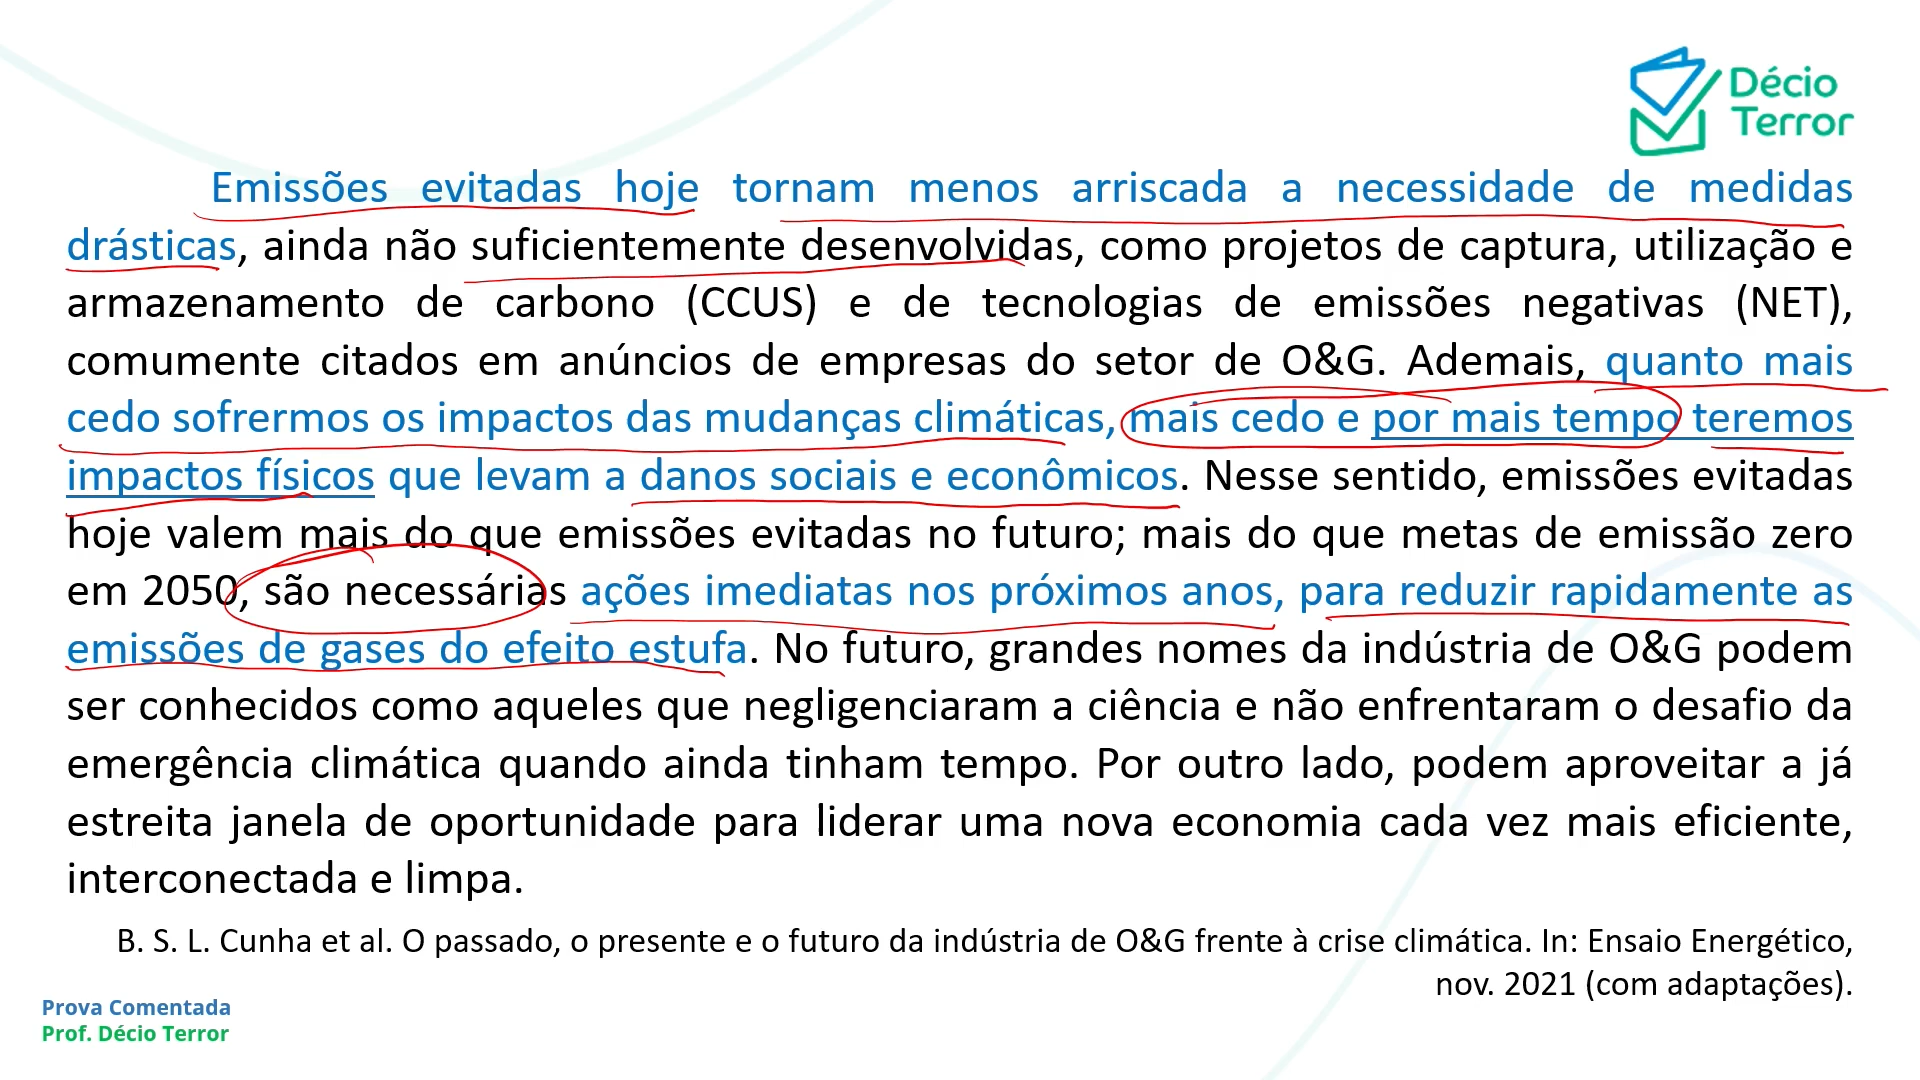 Décio
Terror
Emissões evitadas hoje tornam menos arriscada a necessidade de medidas
drásticas, ainda não suficientemente desenvolvidas, como projetos de captura, utilização e
armazenamento de carbono (CCUS) e de tecnologias de emissões negativas (NET),
comumente citados em anúncios de empresas do setor de O&G. Ademais, quanto mais
cedo sofrermos os impactos das mudanças climáticas, mais cedo e por mais tempo teremos
impactos físicos que levam a danos sociais e econômicos. Nesse sentido, emissões evitadas
hoje valem mais do que emissões evitadas no futuro; mais do que metas de emissão zero
em 2050, são necessárias ações imediatas nos próximos anos, para reduzir rapidamente as
emissões de gases do efeito estufa. No futuro, grandes nomes da indústria de O&G podem
ser conhecidos como aqueles que negligenciaram a ciência e não enfrentaram o desafio da
emergência climática quando ainda tinham tempo. Por outro lado, podem aproveitar a já
estreita janela de oportunidade para liderar uma nova economia cada vez mais eficiente,
interconectada e limpa.
B. S. L. Cunha et al. O passado, o presente e o futuro da indústria de O&G frente à crise climática. In: Ensaio Energético,
nov. 2021 (com adaptações).
Prova Comentada
Prof. Décio Terror